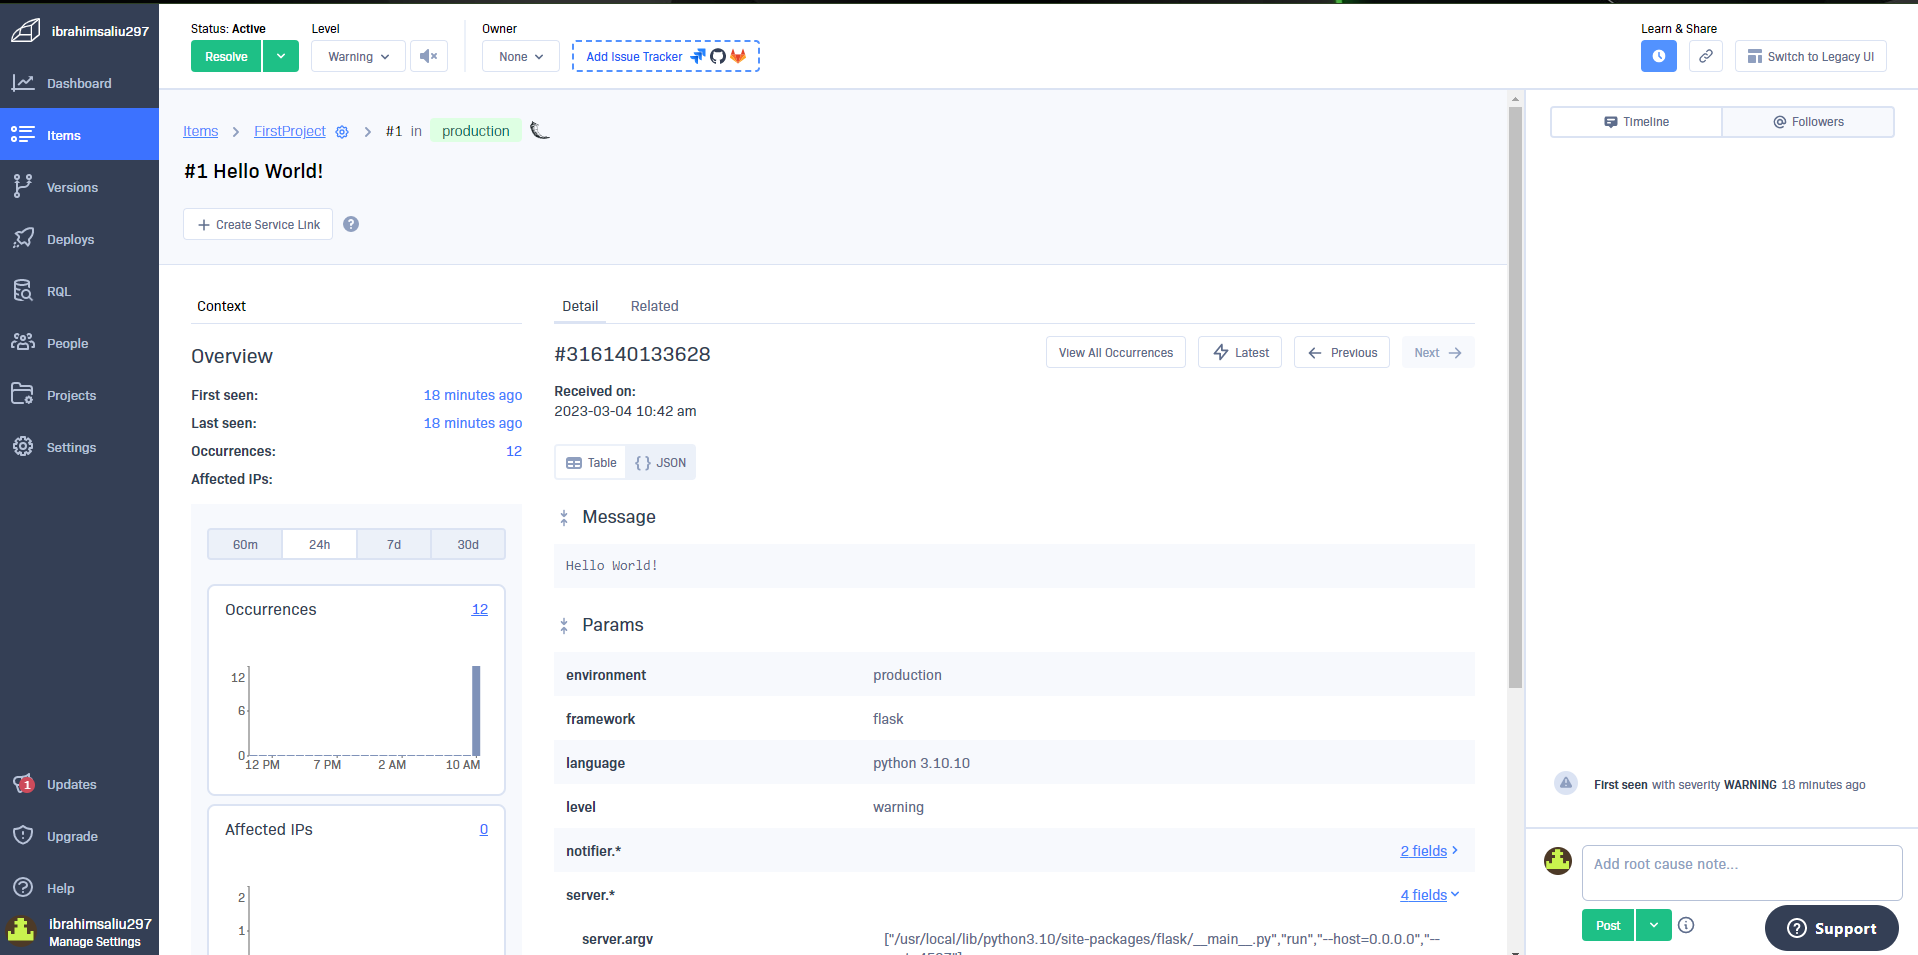 ibrahimsaliu297
Dashboard
Items
Versions
Deploys
RQL
People
Projects
Settings
1
Updates
Upgrade
Help
ibrahimsaliu297
Manage Settings
Status: Active
Resolve
Level
Warning
Owner
None
Add Issue Tracker
Learn & Share
Switch to Legacy UI
Items > FirstProject > #1 in production
#1 Hello World!
+ Create Service Link ?
Context
Overview
First seen: 18 minutes ago
Last seen: 18 minutes ago
Occurrences: 12
Affected IPs:
60m 24h 7d 30d
Occurrences 12
12
6
0
12 PM 7 PM 2 AM 10 AM
Affected IPs 0
2
1
Detail Related
#316140133628
View All Occurrences Latest Previous Next
Received on:
2023-03-04 10:42 am
Table { } JSON
Message
Hello World!
Params
environment production
framework flask
language python 3.10.10
level warning
notifier.* 2 fields
server.* 4 fields
server.argv ["/usr/local/lib/python3.10/site-packages/flask/__main__.py","run","--host=0.0.0.0","--
Timeline
@ Followers
First seen with severity WARNING 18 minutes ago
Add root cause note...
Post
Support